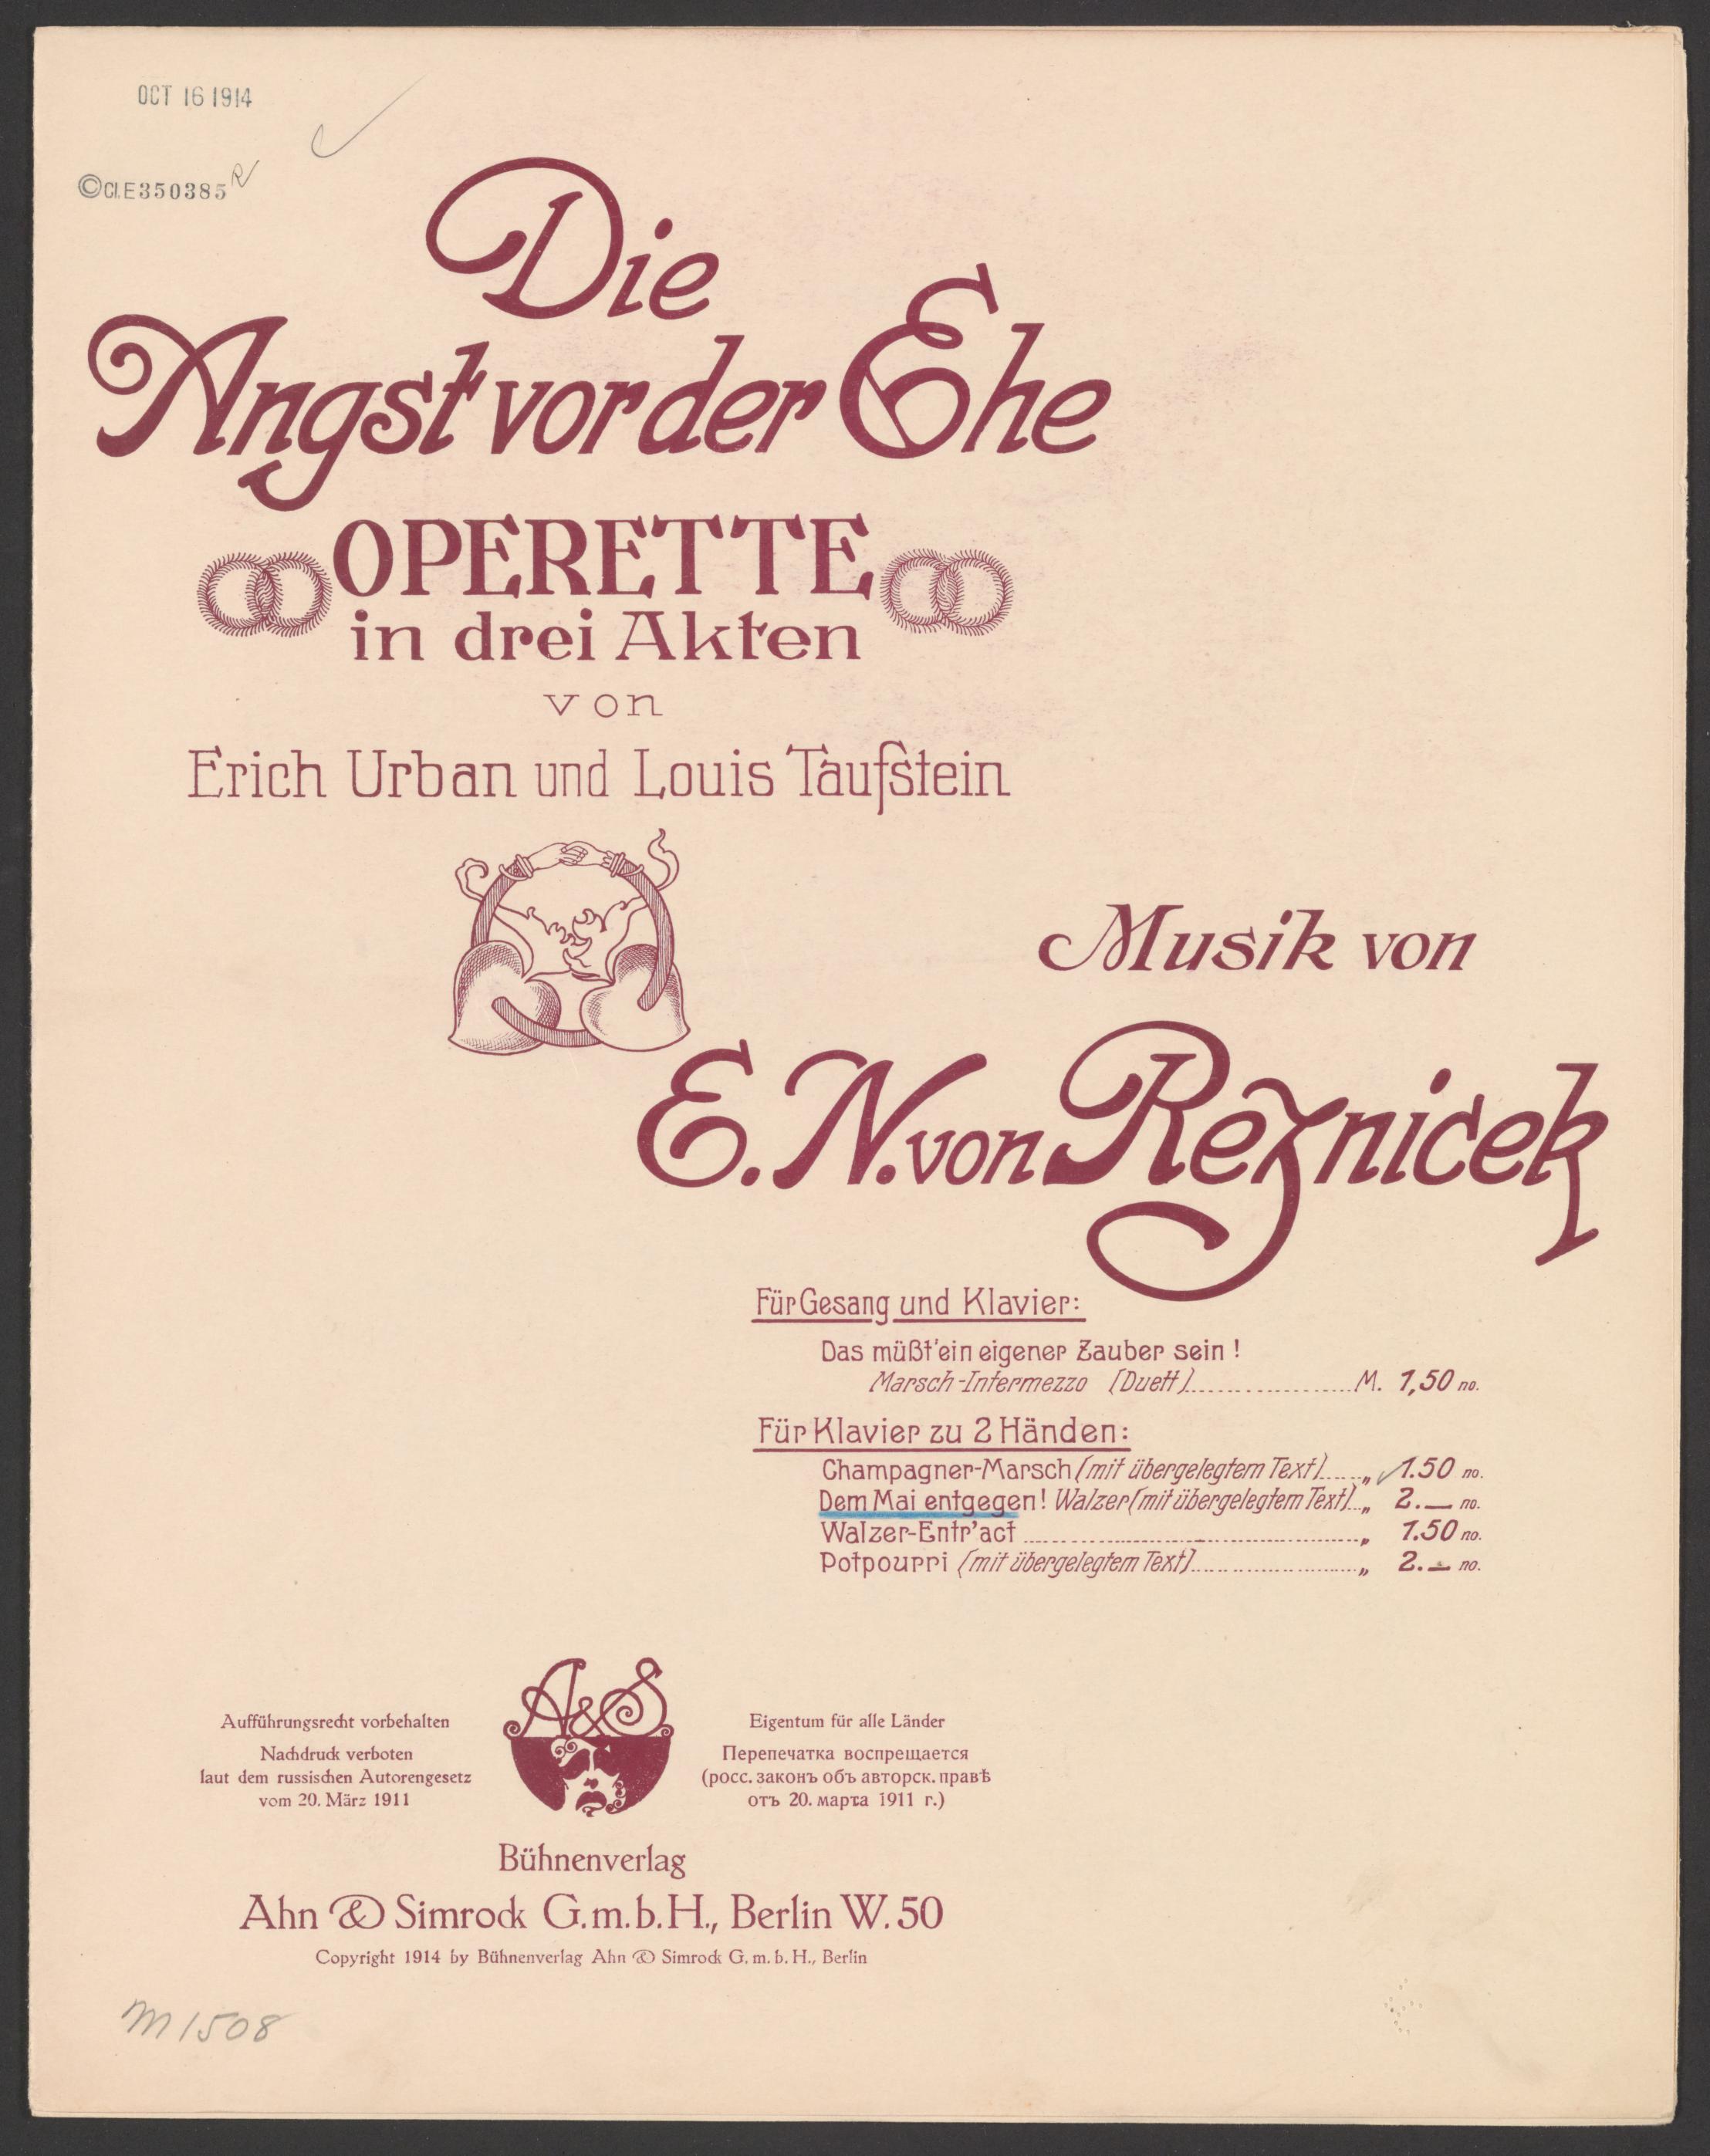 OCT 16 1914
©Cl.E350385 R
Die
Angst vor der Ehe
OPERETTE
in drei Akten
von
Erich Urban und Louis Taufstein
Musik von
E. N. von Reznicek
Für Gesang und Klavier:
Das müßt' ein eigener Zauber sein !
Marsch-Intermezzo (Duett) ..................... M. 1,50 no.
Für Klavier zu 2 Händen:
Champagner-Marsch (mit übergelegtem Text) ...... „ 1.50 no.
Dem Mai entgegen! Walzer (mit übergelegtem Text) ... „ 2.— no.
Walzer-Entr'act ..................... „ 1.50 no.
Potpourri (mit übergelegtem Text) ..................... „ 2.— no.
A&S
Aufführungsrecht vorbehalten
Nachdruck verboten
laut dem russischen Autorengesetz
vom 20. März 1911
Eigentum für alle Länder
Перепечатка воспрещается
(росс. законъ объ авторск. правѣ
отъ 20. марта 1911 г.)
Bühnenverlag
Ahn & Simrock G.m.b.H., Berlin W. 50
Copyright 1914 by Bühnenverlag Ahn & Simrock G. m. b. H., Berlin
M 1508